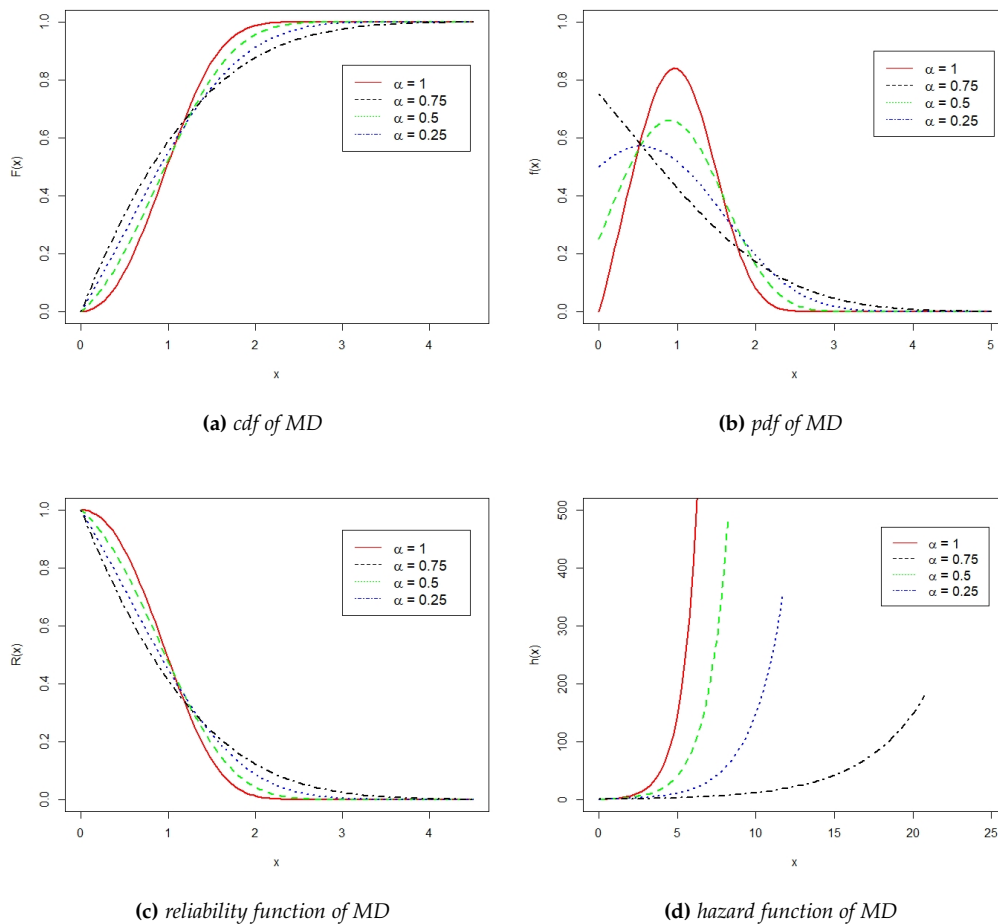 F(x)
0.0 0.2 0.4 0.6 0.8 1.0
α = 1
α = 0.75
α = 0.5
α = 0.25
0 1 2 3 4
x
(a) cdf of MD
f(x)
0.0 0.2 0.4 0.6 0.8 1.0
α = 1
α = 0.75
α = 0.5
α = 0.25
0 1 2 3 4 5
x
(b) pdf of MD
R(x)
0.0 0.2 0.4 0.6 0.8 1.0
α = 1
α = 0.75
α = 0.5
α = 0.25
0 1 2 3 4
x
(c) reliability function of MD
h(x)
0 100 200 300 400 500
α = 1
α = 0.75
α = 0.5
α = 0.25
0 5 10 15 20 25
x
(d) hazard function of MD